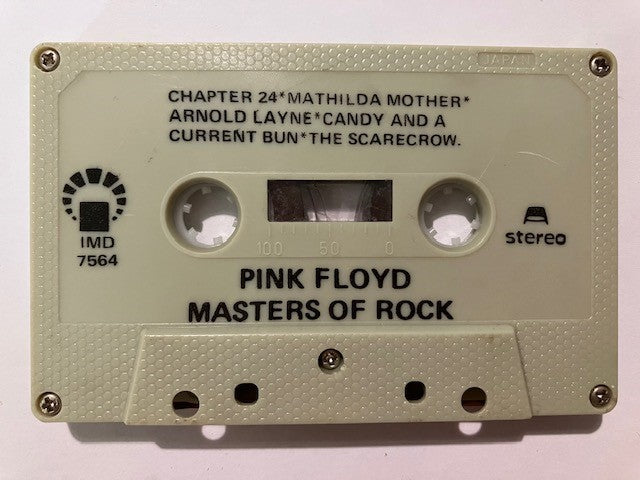 JAPAN
CHAPTER 24*MATHILDA MOTHER*
ARNOLD LAYNE*CANDY AND A
CURRENT BUN*THE SCARECROW.
IMD
7564
100 50 0
stereo
PINK FLOYD
MASTERS OF ROCK